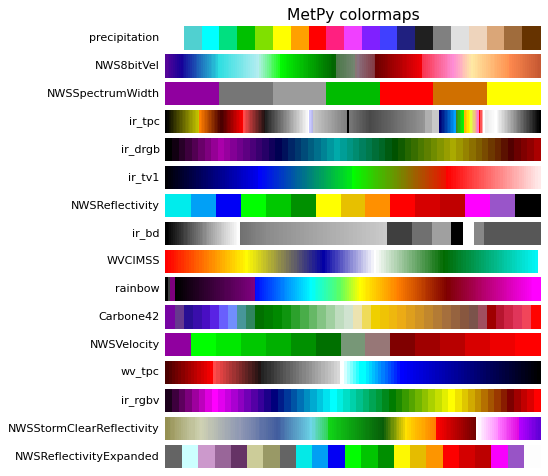 MetPy colormaps
precipitation
NWS8bitVel
NWSSpectrumWidth
ir_tpc
ir_drgb
ir_tv1
NWSReflectivity
ir_bd
WVCIMSS
rainbow
Carbone42
NWSVelocity
wv_tpc
ir_rgbv
NWSStormClearReflectivity
NWSReflectivityExpanded